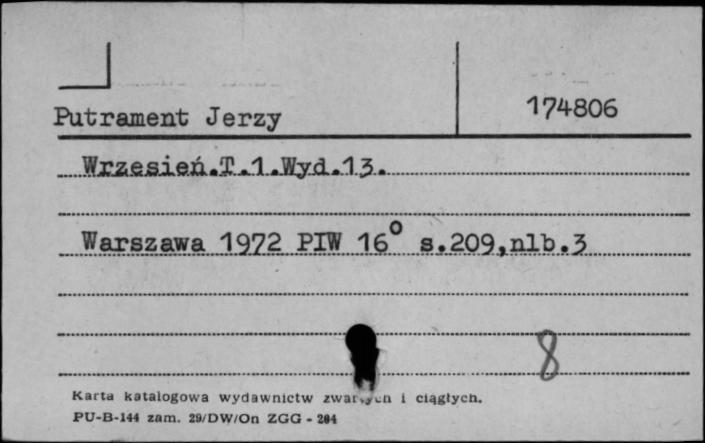 Putrament Jerzy
174806
Wrzesień.T.1.Wyd.13.
Warszawa 1972 PIW 16° s.209,nlb.3
8
Karta katalogowa wydawnictw zwartych i ciągłych.
PU-B-144 zam. 29/DW/On ZGG - 204